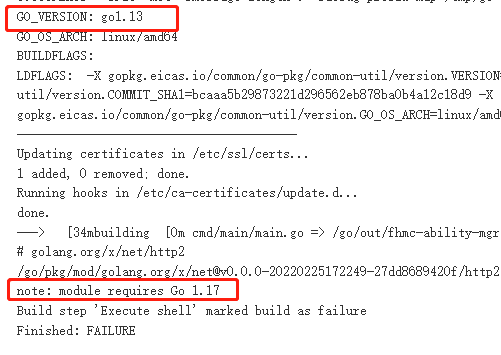 GO_VERSION: go1.13
GO_OS_ARCH: linux/amd64
BUILDFLAGS:
LDFLAGS:  -X gopkg.eicas.io/common/go-pkg/common-util/version.VERSION=
util/version.COMMIT_SHA1=bcaaa5b29873221d296562eb878ba0b4a12c18d9 -X
gopkg.eicas.io/common/go-pkg/common-util/version.GO_OS_ARCH=linux/amd
Updating certificates in /etc/ssl/certs...
1 added, 0 removed; done.
Running hooks in /etc/ca-certificates/update.d...
done.
---> [34mbuilding [0m cmd/main/main.go => /go/out/fhmc-ability-mgr
# golang.org/x/net/http2
/go/pkg/mod/golang.org/x/net@v0.0.0-20220225172249-27dd8689420f/http2
note: module requires Go 1.17
Build step 'Execute shell' marked build as failure
Finished: FAILURE